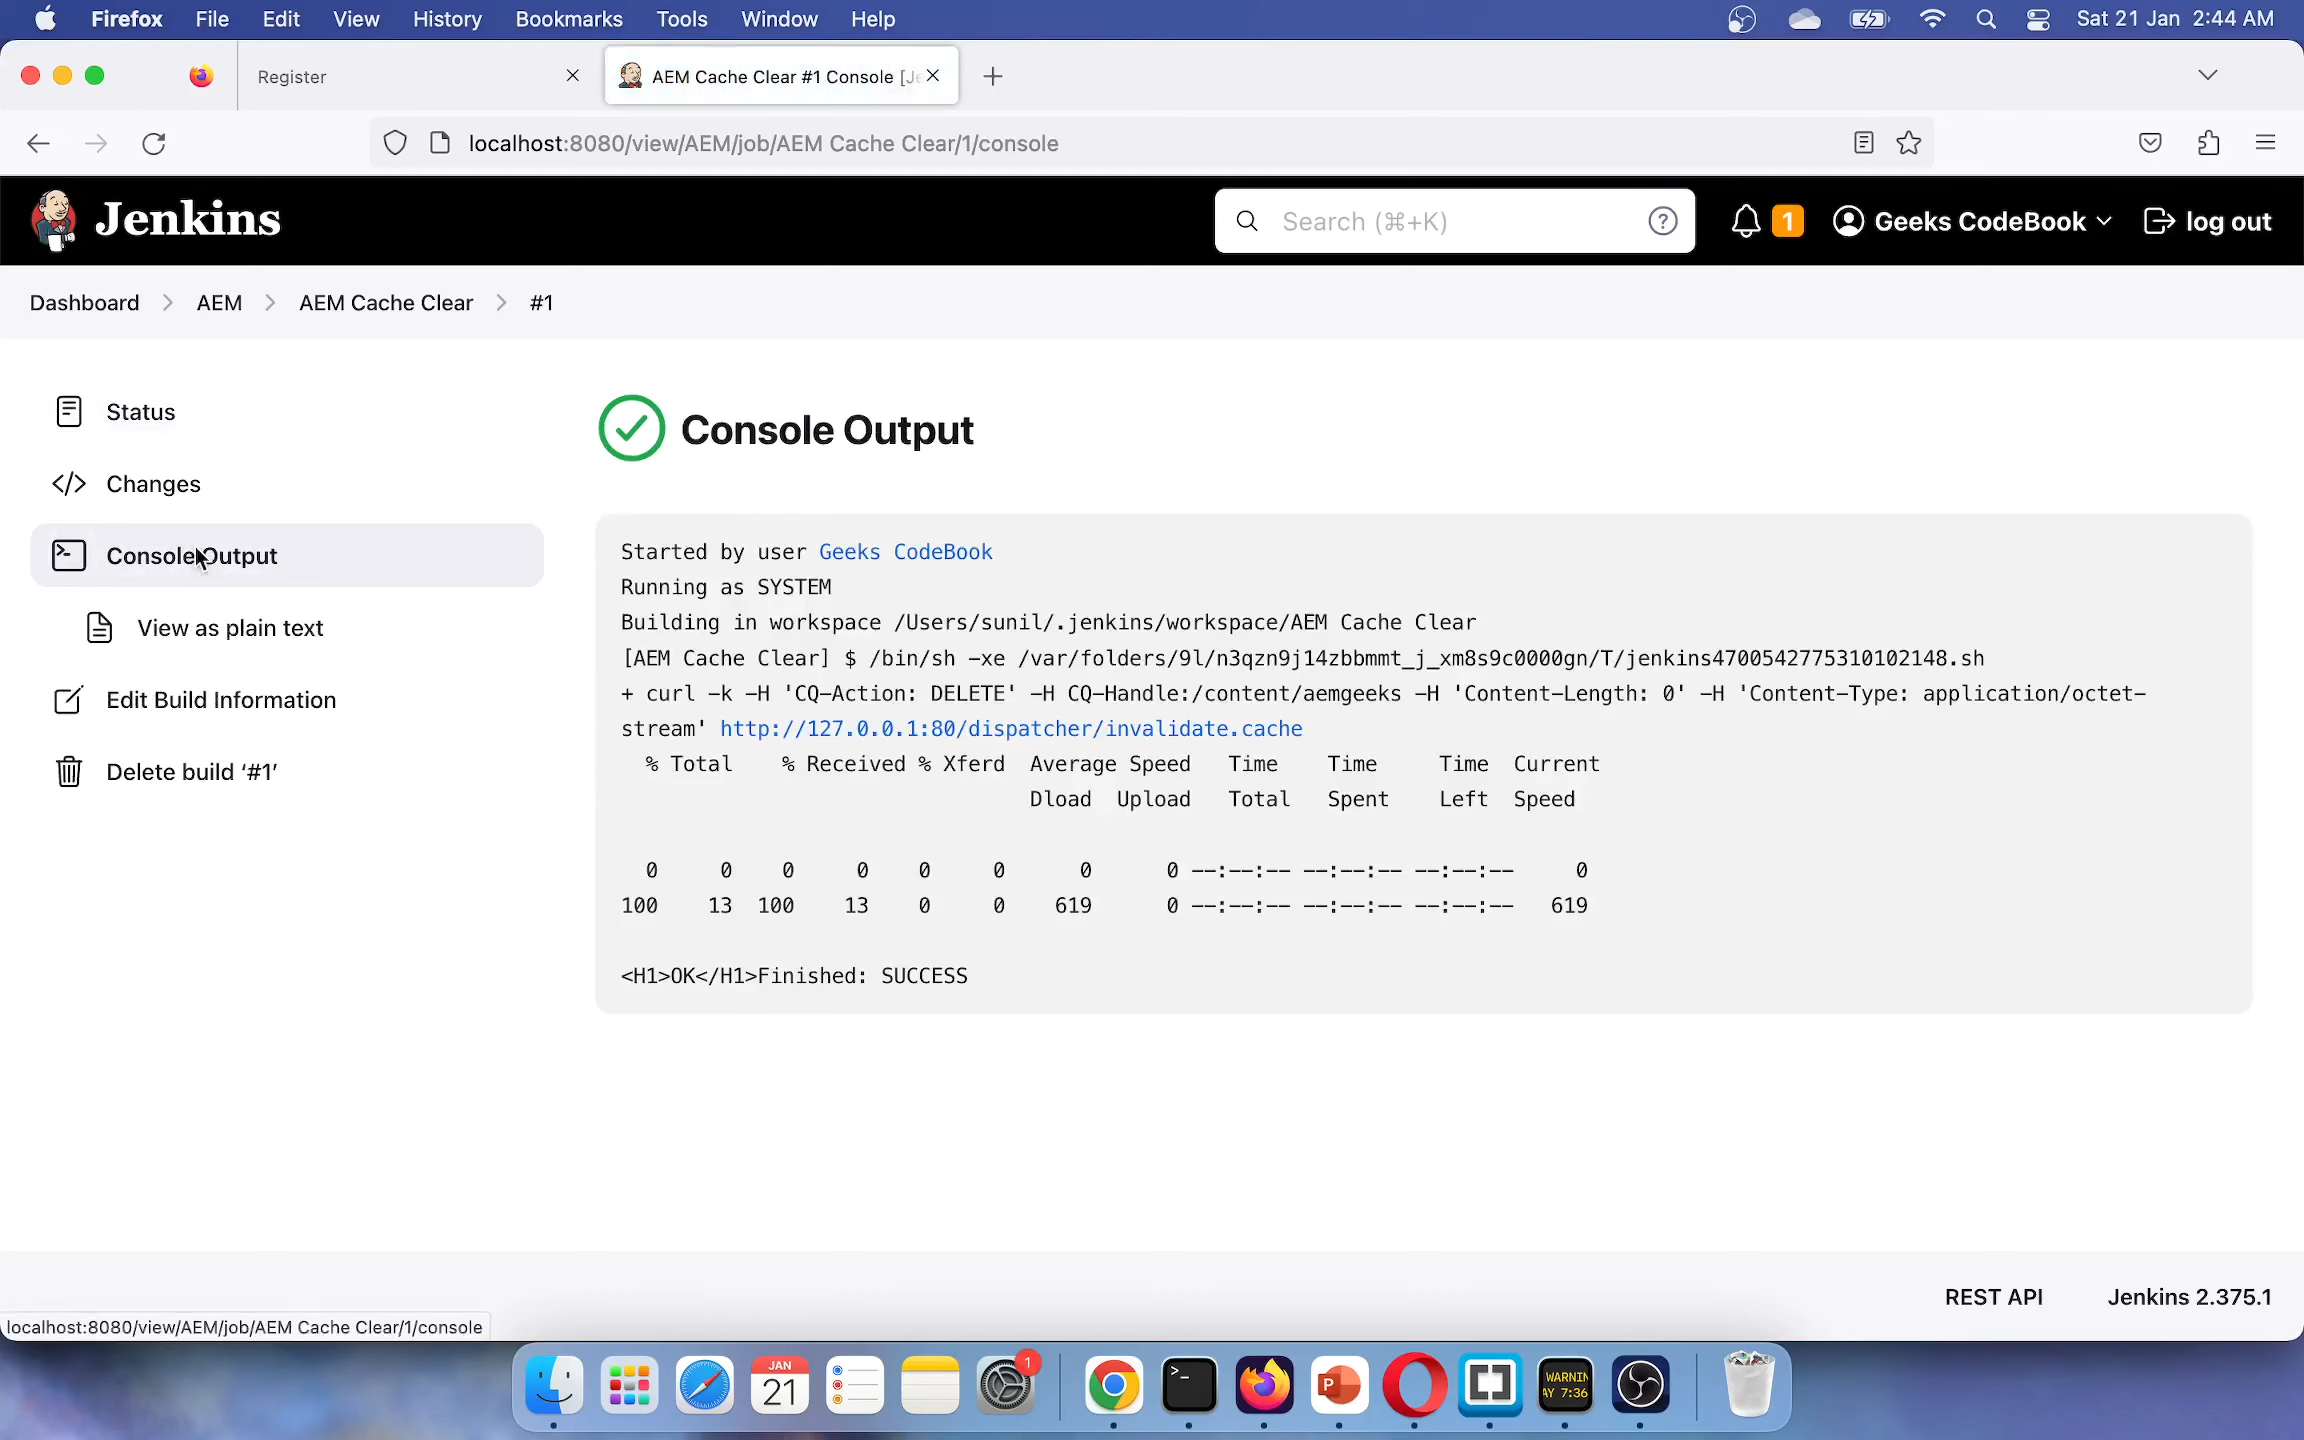 Firefox File Edit View History Bookmarks Tools Window Help Sat 21 Jan 2:44 AM
Register AEM Cache Clear #1 Console [Je
localhost:8080/view/AEM/job/AEM Cache Clear/1/console
Jenkins Search (⌘+K) 1 Geeks CodeBook log out
Dashboard AEM AEM Cache Clear #1
Status
Changes
Console Output
View as plain text
Edit Build Information
Delete build ‘#1’
Console Output
Started by user Geeks CodeBook
Running as SYSTEM
Building in workspace /Users/sunil/.jenkins/workspace/AEM Cache Clear
[AEM Cache Clear] $ /bin/sh -xe /var/folders/9l/n3qzn9j14zbbmmt_j_xm8s9c0000gn/T/jenkins4700542775310102148.sh
+ curl -k -H 'CQ-Action: DELETE' -H CQ-Handle:/content/aemgeeks -H 'Content-Length: 0' -H 'Content-Type: application/octet-
stream' http://127.0.0.1:80/dispatcher/invalidate.cache
% Total % Received % Xferd Average Speed Time Time Time Current
Dload Upload Total Spent Left Speed
0 0 0 0 0 0 0 0 --:--:-- --:--:-- --:--:-- 0
100 13 100 13 0 0 619 0 --:--:-- --:--:-- --:--:-- 619
<H1>OK</H1>Finished: SUCCESS
REST API Jenkins 2.375.1
localhost:8080/view/AEM/job/AEM Cache Clear/1/console
JAN
21
1
P
WARNIN
AY 7:36